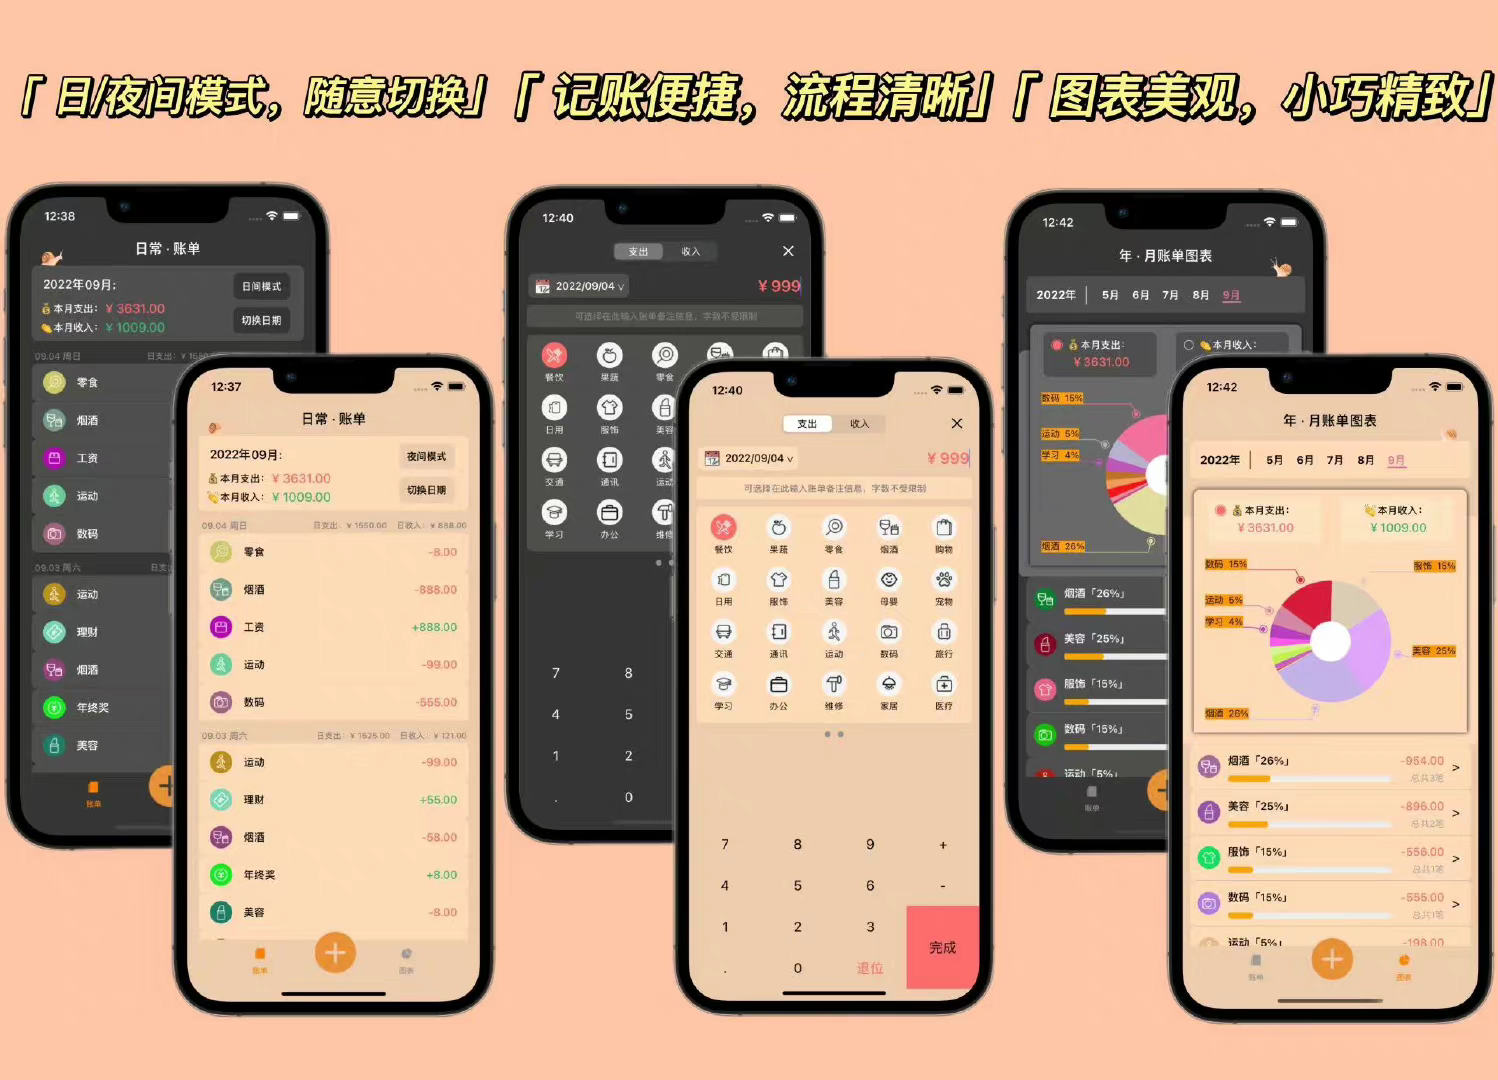 「 日/夜间模式，随意切换」「 记账便捷，流程清晰」「 图表美观，小巧精致」
12:38
日常 · 账单
2022年09月:
日间模式
本月支出: ¥ 3631.00
本月收入: ¥ 1009.00
切换日期
09.04 周日
日支出: ¥ 1550
零食
烟酒
工资
运动
数码
09.03 周六
日支出
运动
理财
烟酒
年终奖
美容
账单
12:37
日常 · 账单
2022年09月:
夜间模式
本月支出: ¥ 3631.00
本月收入: ¥ 1009.00
切换日期
09.04 周日 日支出: ¥ 1550.00 日收入: ¥ 888.00
零食 -8.00
烟酒 -888.00
工资 +888.00
运动 -99.00
数码 -555.00
09.03 周六 日支出: ¥ 1625.00 日收入: ¥ 121.00
运动 -99.00
理财 +55.00
烟酒 -58.00
年终奖 +8.00
美容 -8.00
账单 图表
12:40
支出 收入
2022/09/04 ¥ 999
可选择在此输入账单备注信息，字数不受限制
餐饮 果蔬 零食
日用 服饰 美容
交通 通讯 运动
学习 办公 维修
7 8
4 5
1 2
. 0
12:40
支出 收入
2022/09/04 ¥ 999
可选择在此输入账单备注信息，字数不受限制
餐饮 果蔬 零食 烟酒 购物
日用 服饰 美容 母婴 宠物
交通 通讯 运动 数码 旅行
学习 办公 维修 家居 医疗
7 8 9 +
4 5 6 -
1 2 3
完成
. 0 退位
12:42
年 · 月账单图表
2022年 5月 6月 7月 8月 9月
本月支出: ¥ 3631.00
本月收入:
数码 15%
运动 5%
学习 4%
烟酒 26%
烟酒「26%」
美容「25%」
服饰「15%」
数码「15%」
运动「5%」
账单
12:42
年 · 月账单图表
2022年 5月 6月 7月 8月 9月
本月支出: 本月收入:
¥ 3631.00 ¥ 1009.00
数码 15% 服饰 15%
运动 5%
学习 4%
美容 25%
烟酒 26%
烟酒「26%」 -954.00 >
总共3笔
美容「25%」 -896.00 >
总共2笔
服饰「15%」 -556.00 >
总共1笔
数码「15%」 -555.00 >
总共1笔
运动「5%」 -198.00
账单 图表